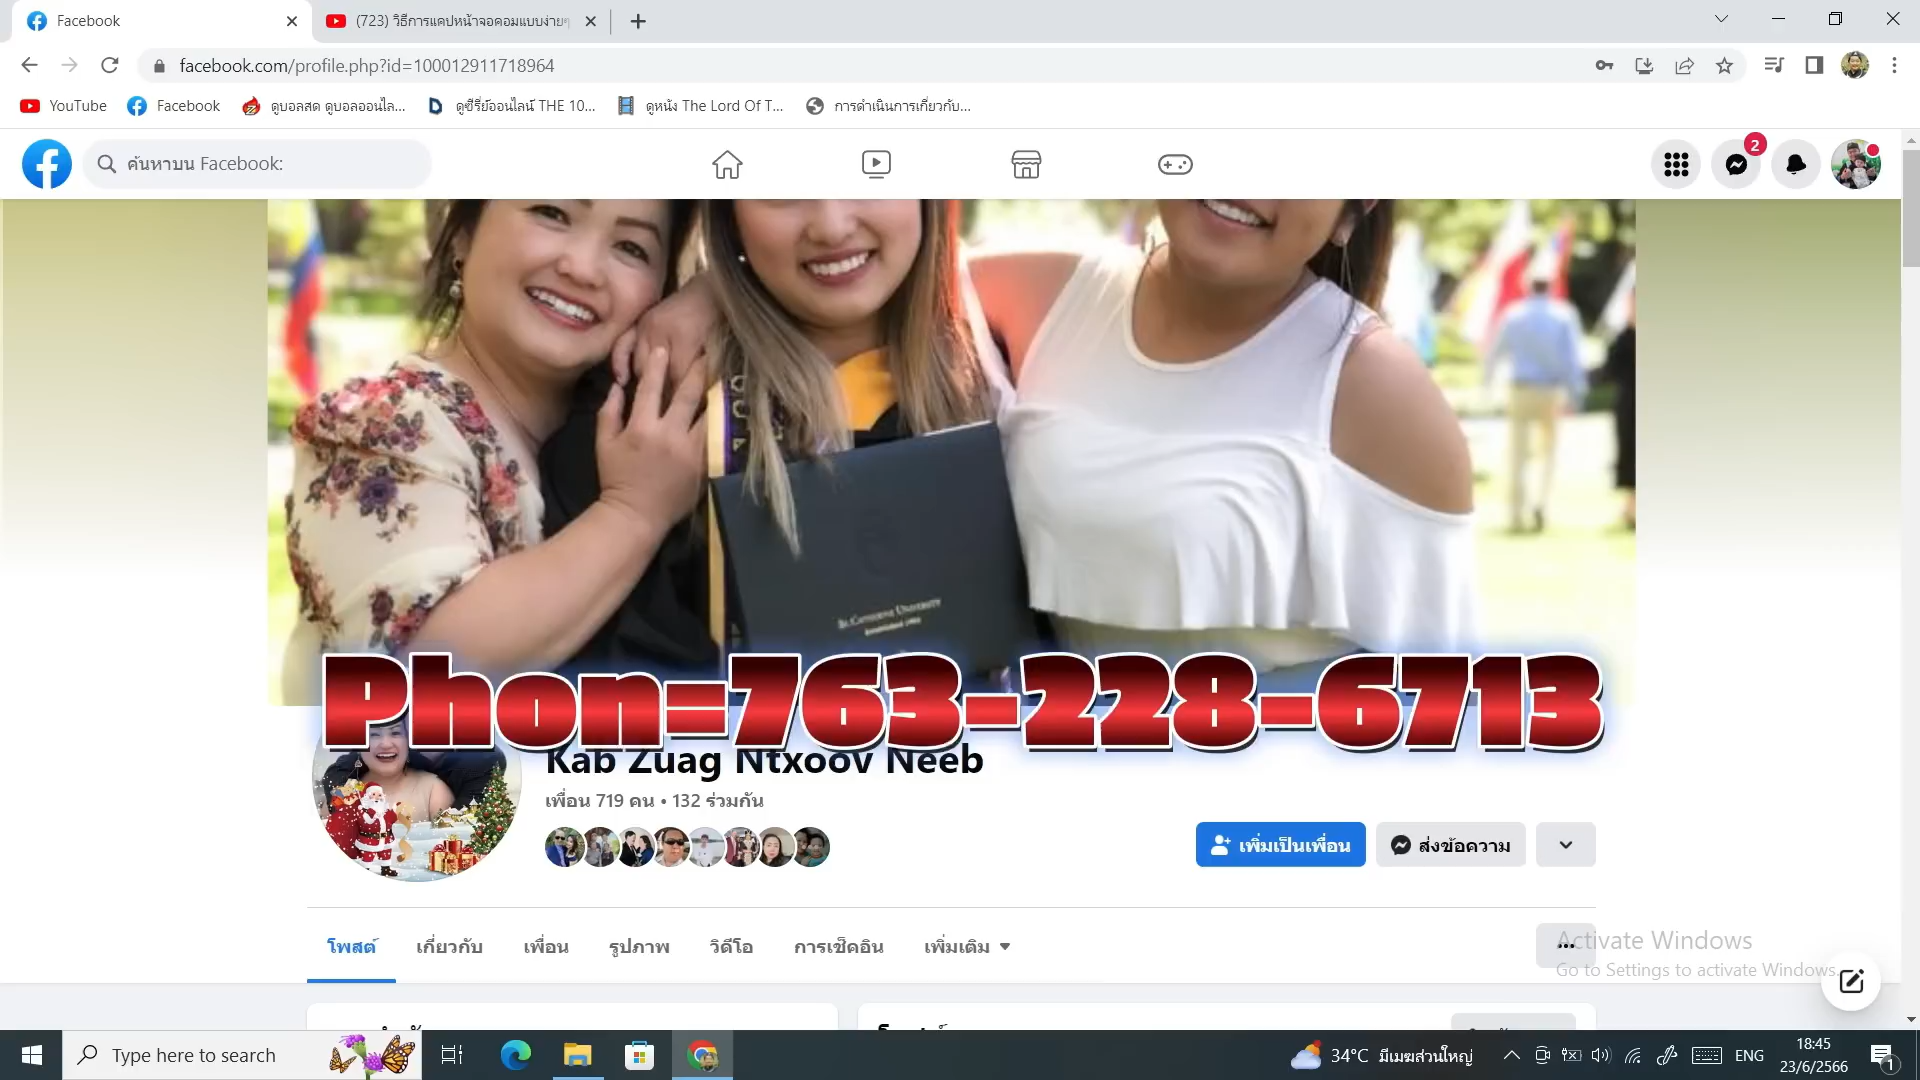 Facebook
(723) วิธีการแคปหน้าจอคอมแบบง่ายๆ
facebook.com/profile.php?id=100012911718964
YouTube
Facebook
ดูบอลสด ดูบอลออนไล...
ดูซีรี่ย์ออนไลน์ THE 10...
ดูหนัง The Lord Of T...
การดำเนินการเกี่ยวกับ...
ค้นหาบน Facebook:
2
St. Catherine University
Phon=763-228-6713
Kab Zuag Ntxoov Neeb
เพื่อน 719 คน • 132 ร่วมกัน
เพิ่มเป็นเพื่อน
ส่งข้อความ
โพสต์
เกี่ยวกับ
เพื่อน
รูปภาพ
วิดีโอ
การเช็คอิน
เพิ่มเติม
Activate Windows
Go to Settings to activate Windows.
Type here to search
34°C มีเมฆส่วนใหญ่
ENG
18:45
23/6/2566
1